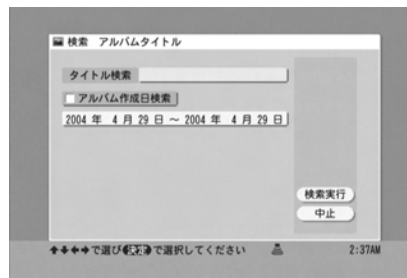 検索 アルバムタイトル
タイトル検索
アルバム作成日検索
2004 年 4 月 29 日 ～ 2004 年 4 月 29 日
検索実行
中止
で選び決定で選択してください 2:37AM